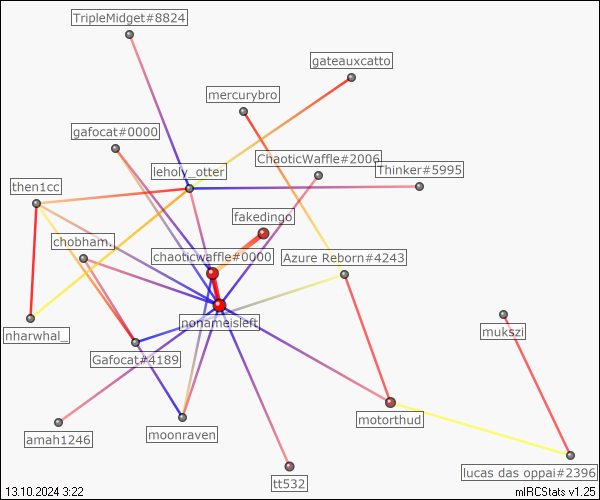 TripleMidget#8824
gateauxcatto
mercurybro
gafocat#0000
ChaoticWaffle#2006
leholy_otter
Thinker#5995
then1cc
fakedingo
chobham.
chaoticwaffle#0000
Azure Reborn#4243
nonameisleft
mukszi
nharwhal_
Gafocat#4189
motorthud
amah1246
moonraven
lucas das oppai#2396
tt532
13.10.2024 3:22
mIRCStats v1.25